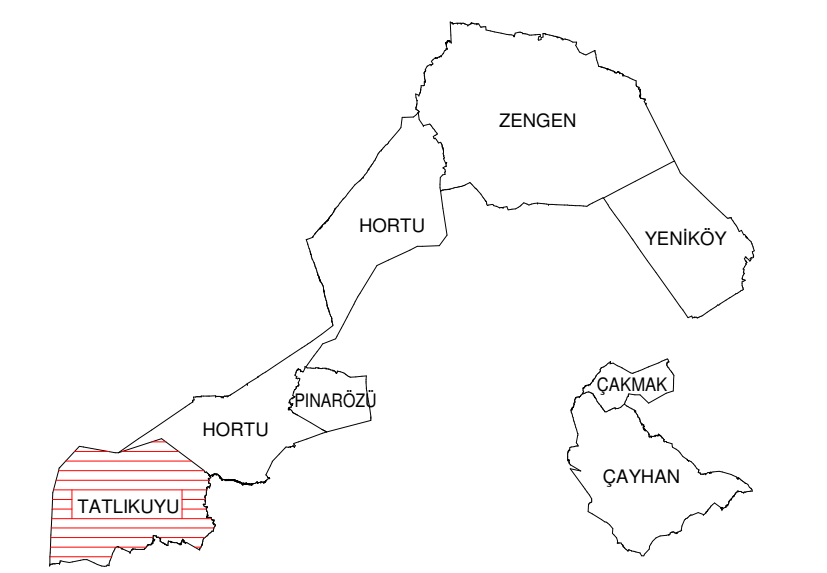 ZENGEN
HORTU
YENİKÖY
ÇAKMAK
PINARÖZÜ
HORTU
ÇAYHAN
TATLIKUYU